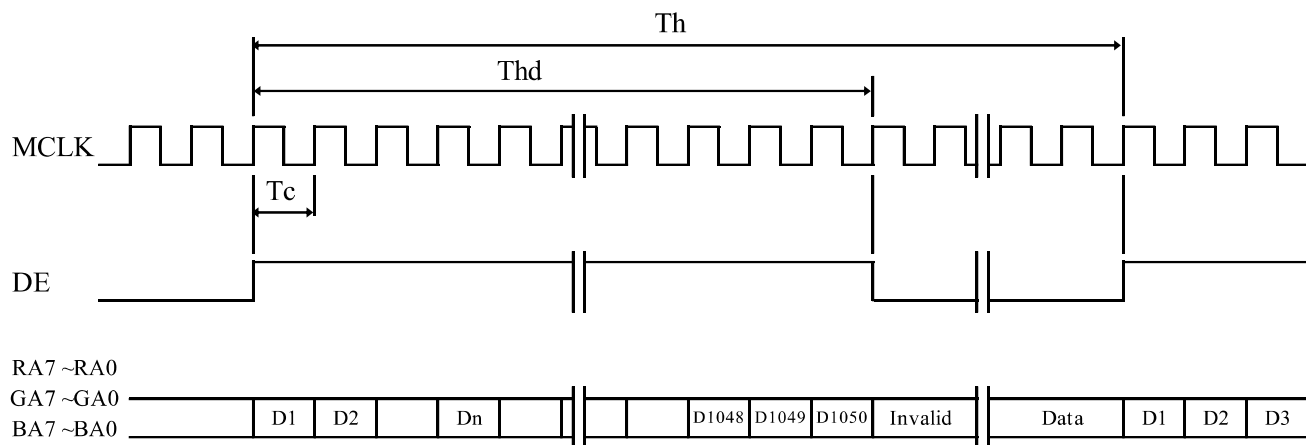 Th
Thd
MCLK
Tc
DE
RA7 ~RA0
GA7 ~GA0
BA7 ~BA0
D1 D2 Dn D1048 D1049 D1050 Invalid Data D1 D2 D3